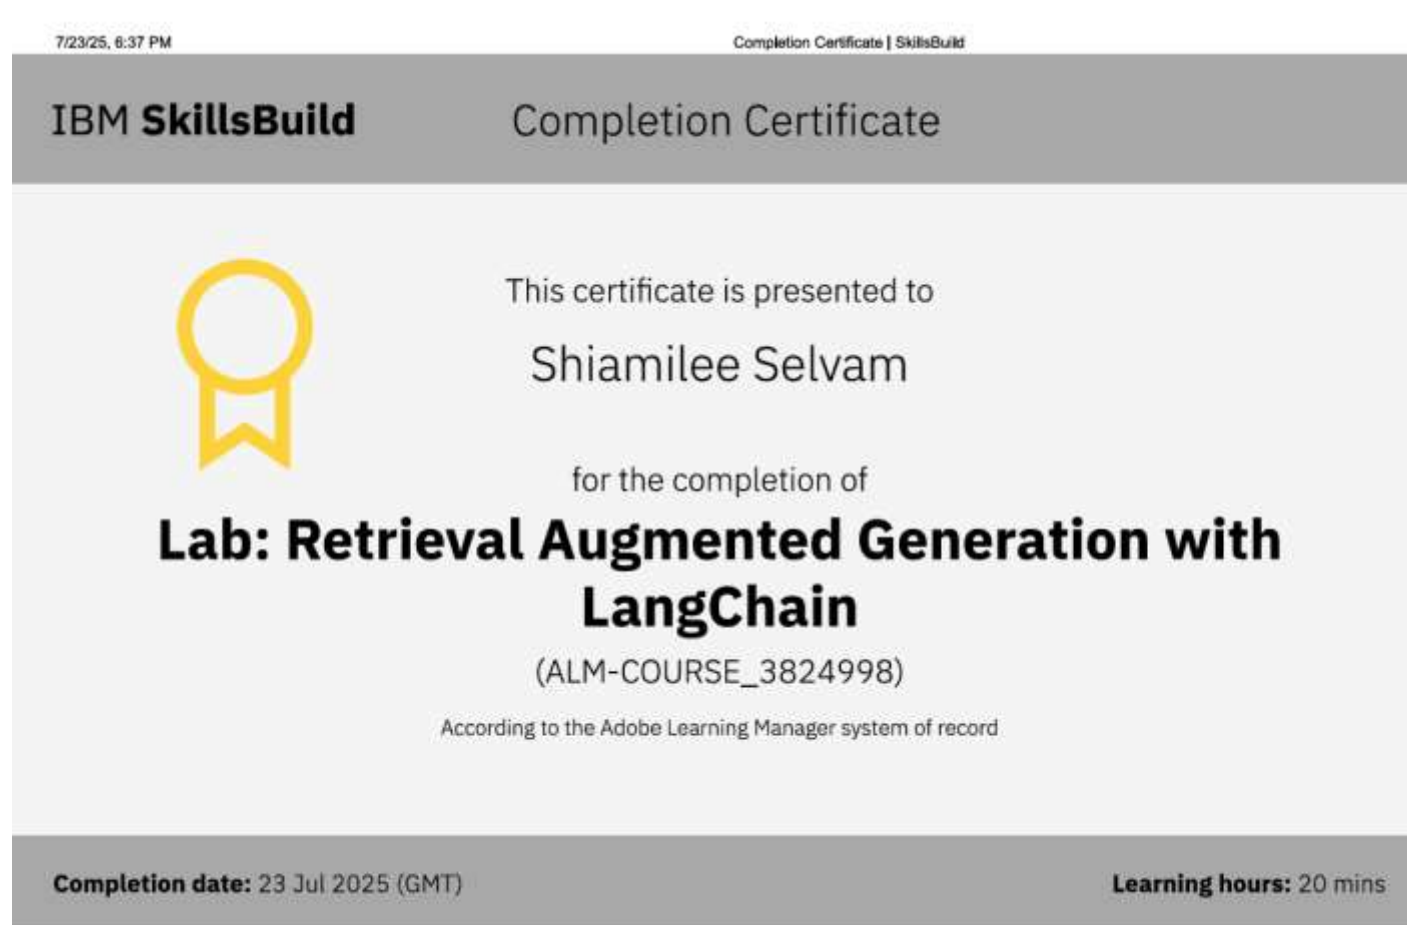 7/23/25, 6:37 PM
Completion Certificate | SkillsBuild
IBM SkillsBuild
Completion Certificate
This certificate is presented to
Shiamilee Selvam
for the completion of
Lab: Retrieval Augmented Generation with
LangChain
(ALM-COURSE_3824998)
According to the Adobe Learning Manager system of record
Completion date: 23 Jul 2025 (GMT)
Learning hours: 20 mins